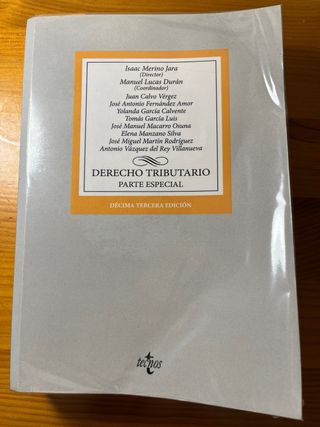 Isaac Merino Jara
(Director)
Manuel Lucas Durán
(Coordinador)
Juan Calvo Vérgez
José Antonio Fernández Amor
Yolanda García Calvente
Tomás García Luis
José Manuel Macarro Osuna
Elena Manzano Silva
José Miguel Martín Rodríguez
Antonio Vázquez del Rey Villanueva
DERECHO TRIBUTARIO
PARTE ESPECIAL
DÉCIMA TERCERA EDICIÓN
tecnos